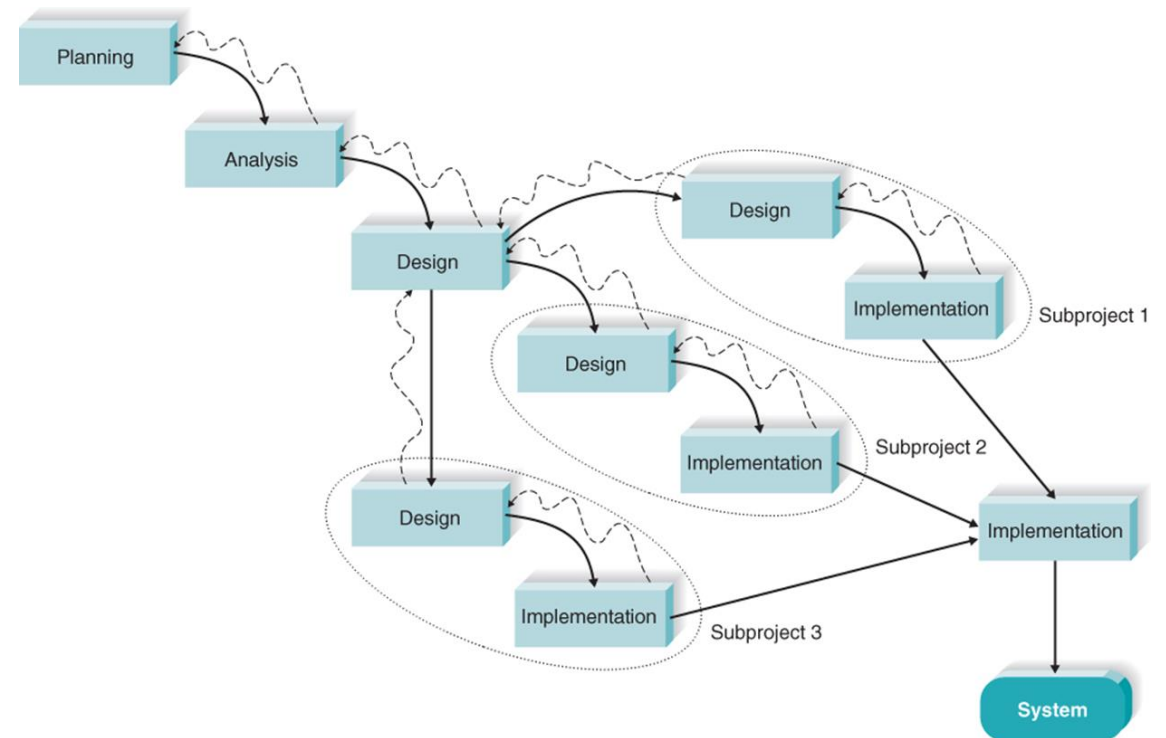 Planning
Analysis
Design
Design
Implementation
Subproject 1
Design
Implementation
Subproject 2
Design
Implementation
Subproject 3
Implementation
System